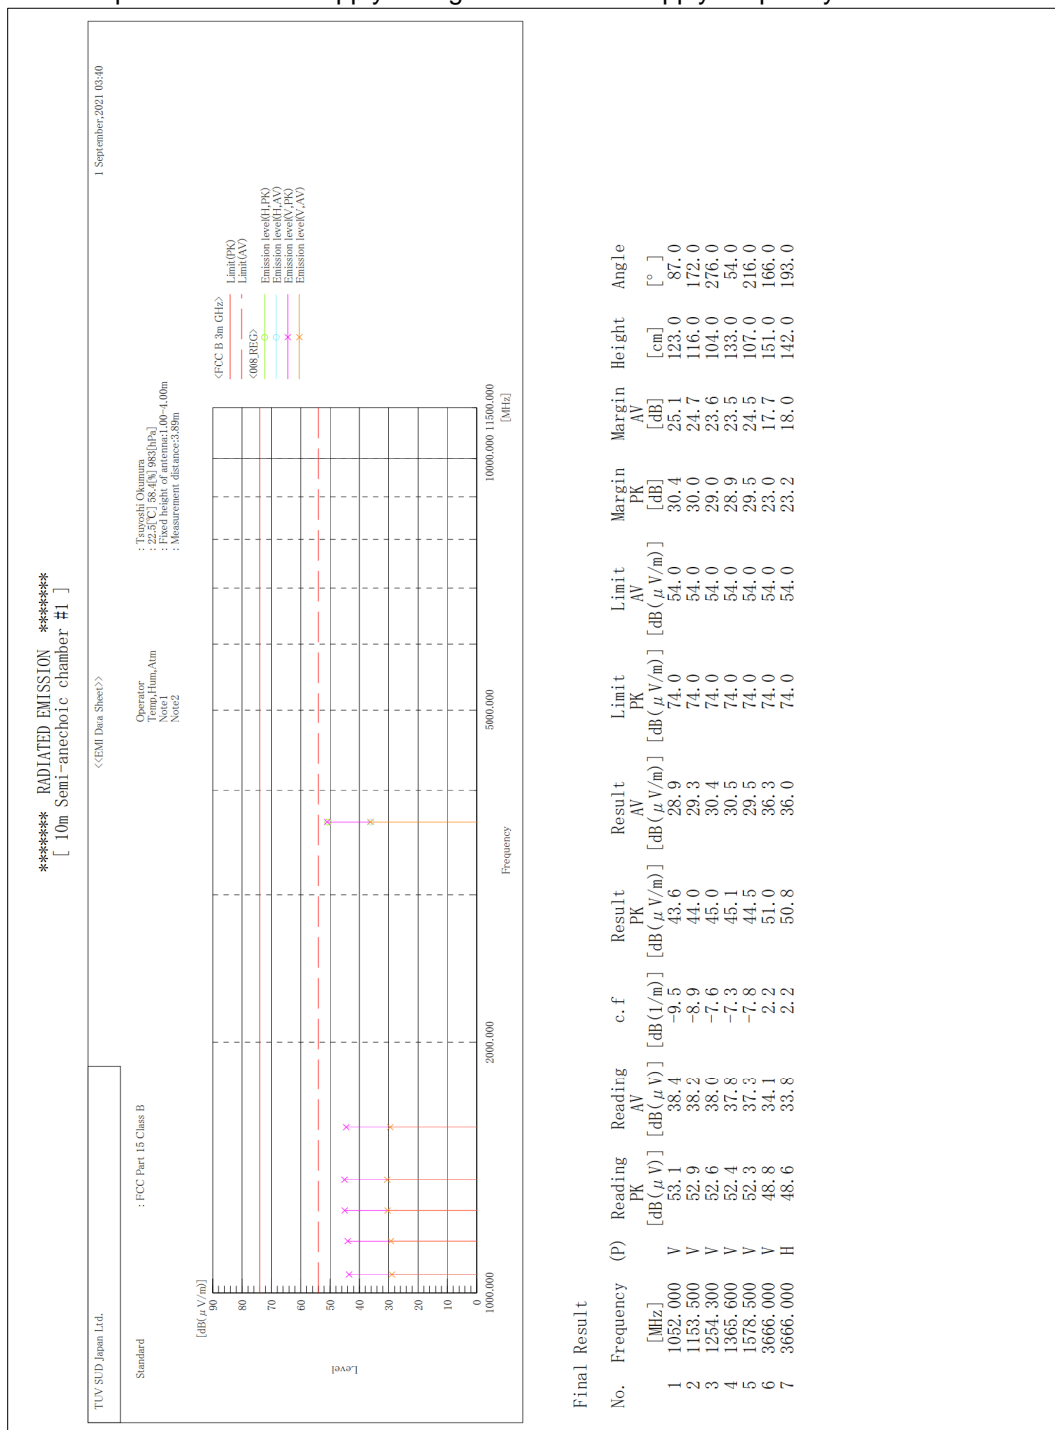 ****** RADIATED EMISSION *******
[ 10m Semi-anechoic chamber #1 ]
TUV SUD Japan Ltd.
<<EMI Data Sheet>>
1 September,2021 03:40
Standard : FCC Part 15 Class B
Operator : Tsuyoshi Okumura
Temp,Hum,Atm : 22.5[℃] 58.4[%] 983[hPa]
Note1 : Fixed height of antenna:1.00-4.00m
Note2 : Measurement distance:3.89m
[dB(μV/m)]
90
80
70
60
50
40
30
20
10
0
Level
1000.000 2000.000 5000.000 10000.000 11500.000
Frequency [MHz]
<FCC B 3m GHz>
Limit(PK)
Limit(AV)
<008_REG>
Emission level(H,PK)
Emission level(H,AV)
Emission level(V,PK)
Emission level(V,AV)
Final Result
No. Frequency (P) Reading Reading c.f Result Result Limit Limit Margin Margin Height Angle
PK AV PK AV PK AV PK AV
[MHz] [dB(μV)] [dB(μV)] [dB(1/m)] [dB(μV/m)] [dB(μV/m)] [dB(μV/m)] [dB(μV/m)] [dB] [dB] [cm] [°]
1 1052.000 V 53.1 38.4 -9.5 43.6 28.9 74.0 54.0 30.4 25.1 123.0 87.0
2 1153.500 V 52.9 38.2 -8.9 44.0 29.3 74.0 54.0 30.0 24.7 116.0 172.0
3 1254.300 V 52.6 38.0 -7.6 45.0 30.4 74.0 54.0 29.0 23.6 104.0 276.0
4 1365.600 V 52.4 37.8 -7.3 45.1 30.5 74.0 54.0 28.9 23.5 133.0 54.0
5 1578.500 V 52.3 37.3 -7.8 44.5 29.5 74.0 54.0 29.5 24.5 107.0 216.0
6 3666.000 V 48.8 34.1 2.2 51.0 36.3 74.0 54.0 23.0 17.7 151.0 166.0
7 3666.000 H 48.6 33.8 2.2 50.8 36.0 74.0 54.0 23.2 18.0 142.0 193.0